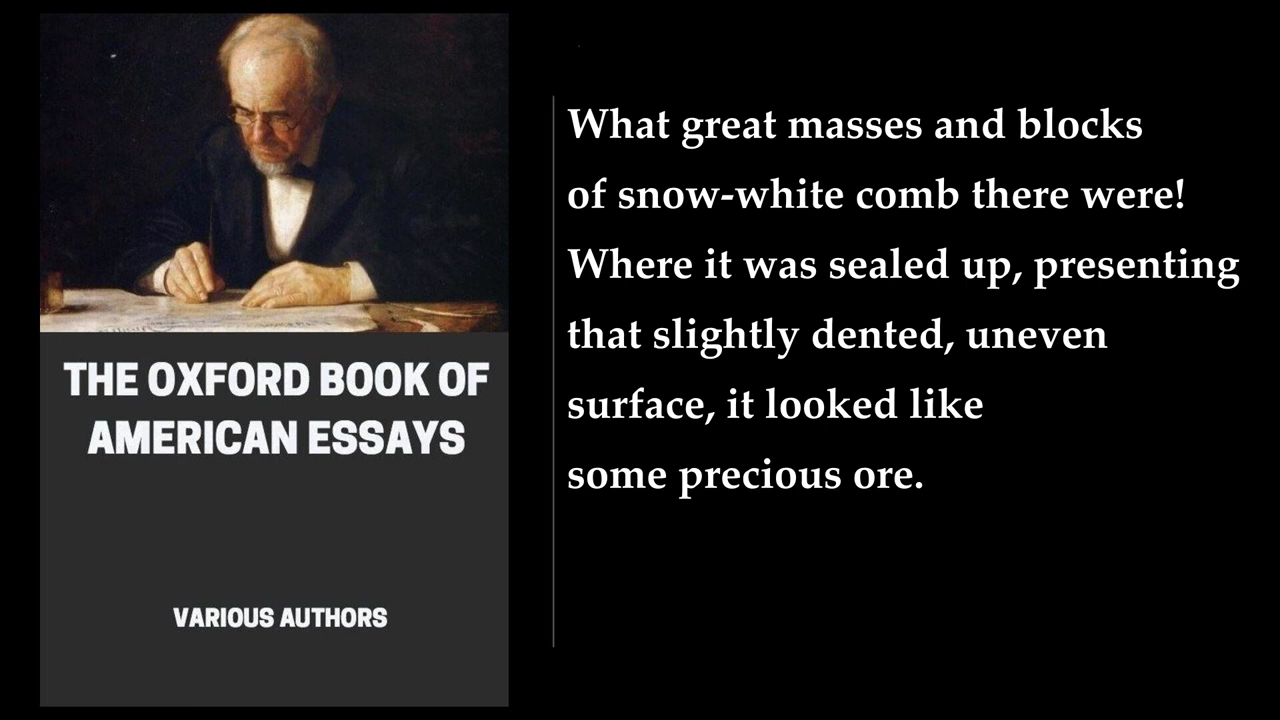 THE OXFORD BOOK OF
AMERICAN ESSAYS
VARIOUS AUTHORS
What great masses and blocks
of snow-white comb there were!
Where it was sealed up, presenting
that slightly dented, uneven
surface, it looked like
some precious ore.